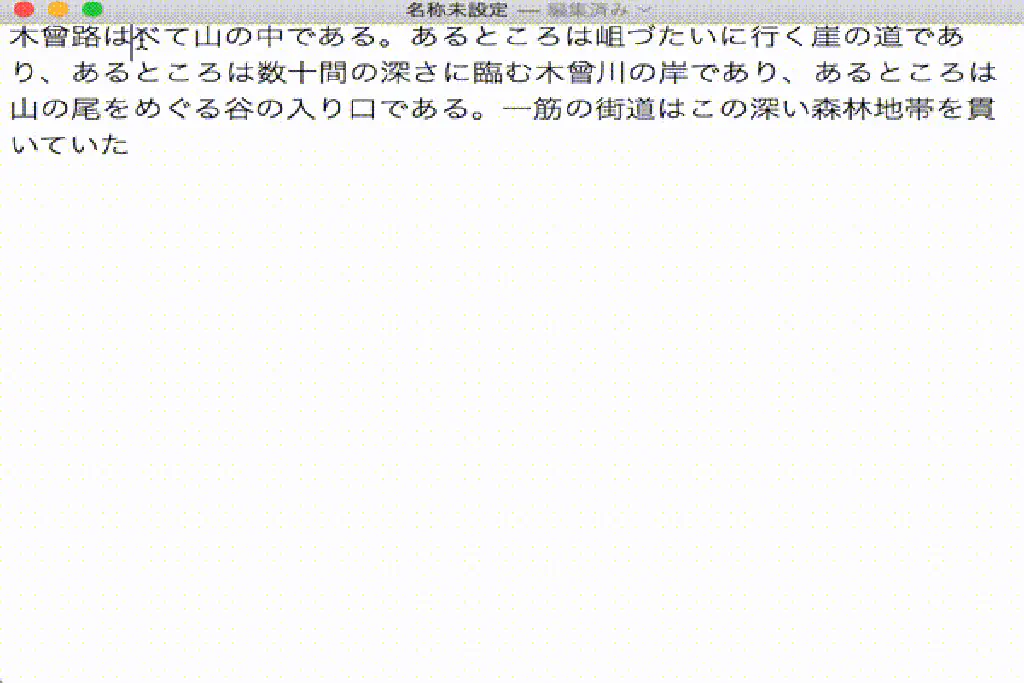 名称未設定 — 編集済み
木曾路はべて山の中である。あるところは岨づたいに行く崖の道であ
り、あるところは数十間の深さに臨む木曾川の岸であり、あるところは
山の尾をめぐる谷の入り口である。一筋の街道はこの深い森林地帯を貫
いていた